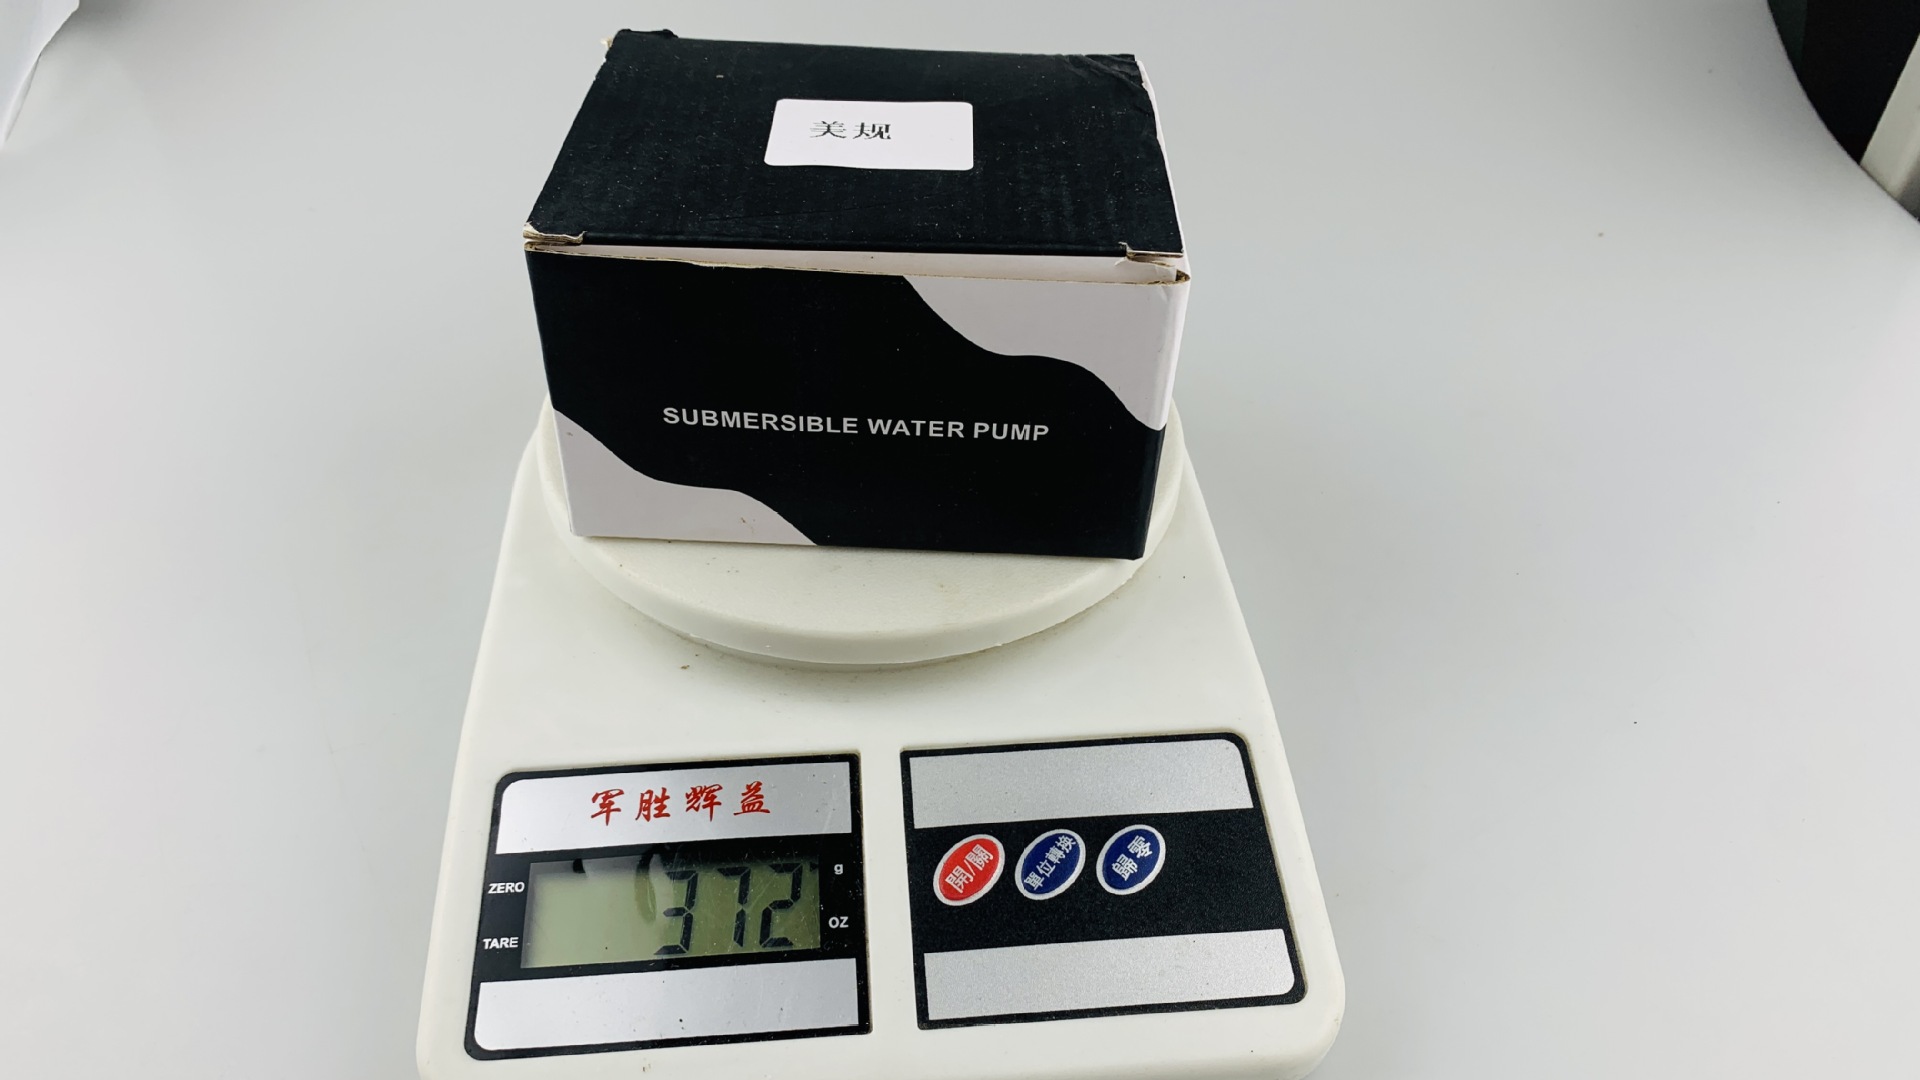 美规
SUBMERSIBLE WATER PUMP
军胜辉益
ZERO
TARE
372
g
OZ
開/關
單位轉換
歸零